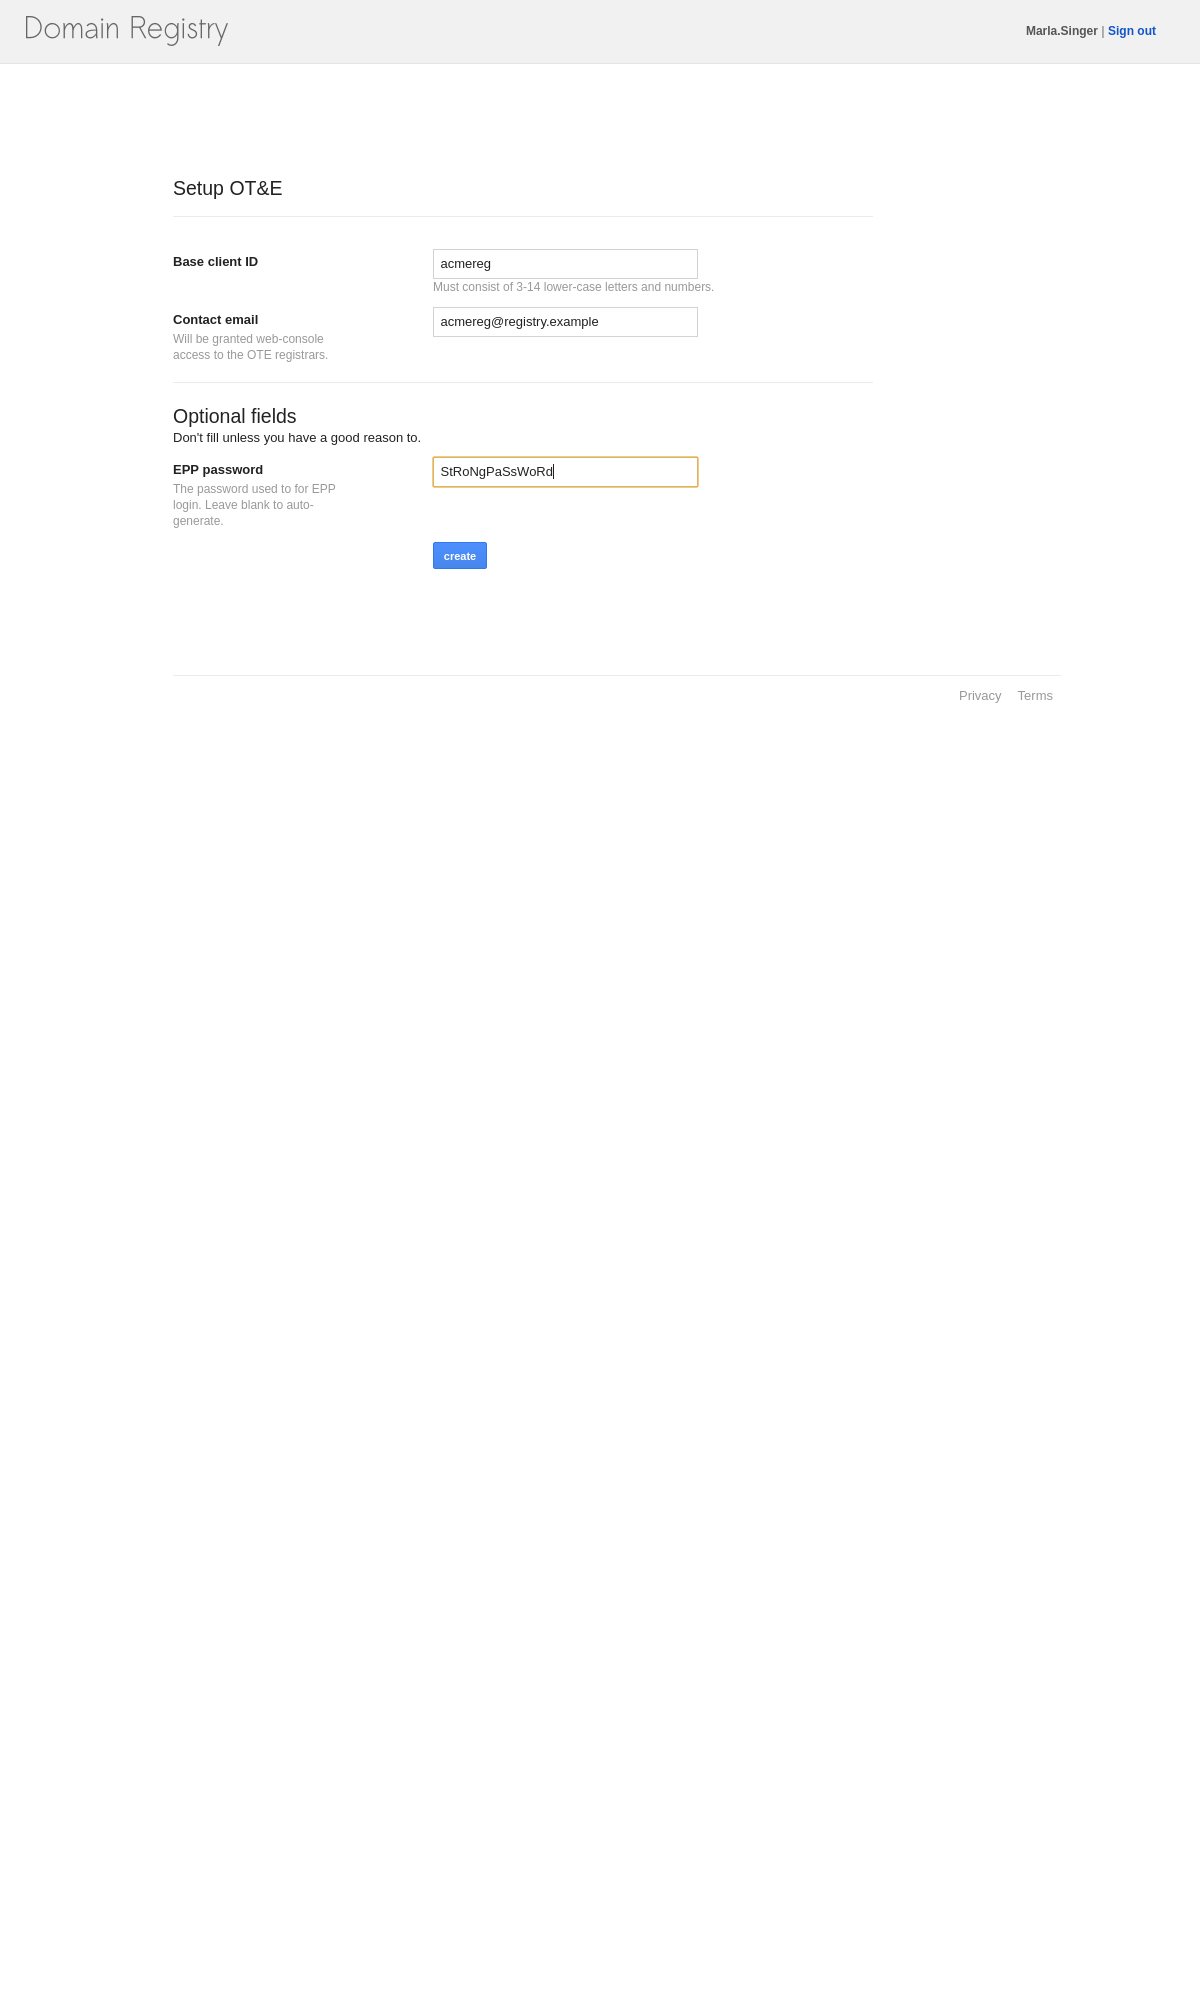 Domain Registry
Marla.Singer | Sign out
Setup OT&E
Base client ID
acmereg
Must consist of 3-14 lower-case letters and numbers.
Contact email
acmereg@registry.example
Will be granted web-console
access to the OTE registrars.
Optional fields
Don't fill unless you have a good reason to.
EPP password
StRoNgPaSsWoRd
The password used to for EPP
login. Leave blank to auto-
generate.
create
Privacy Terms